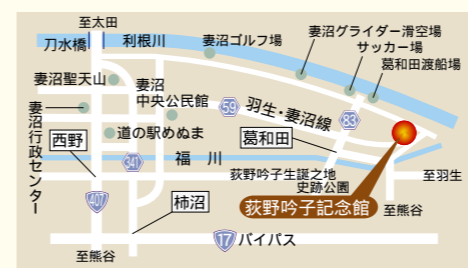 至太田
刀水橋
利根川
妻沼ゴルフ場
妻沼グライダー滑空場
サッカー場
葛和田渡船場
妻沼聖天山
妻沼
中央公民館
59
羽生・妻沼線
83
妻沼行政センター
西野
道の駅めぬま
葛和田
341
福川
荻野吟子生誕之地
史跡公園
至羽生
407
柿沼
荻野吟子記念館
至熊谷
17
バイパス
至熊谷